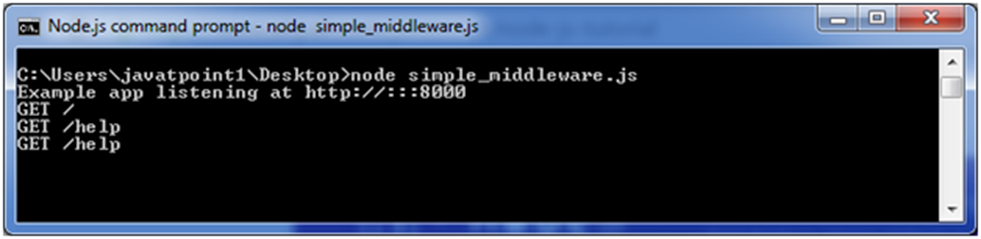 Node.js command prompt - node  simple_middleware.js
C:\Users\javatpoint1\Desktop>node simple_middleware.js
Example app listening at http://:::8000
GET /
GET /help
GET /help